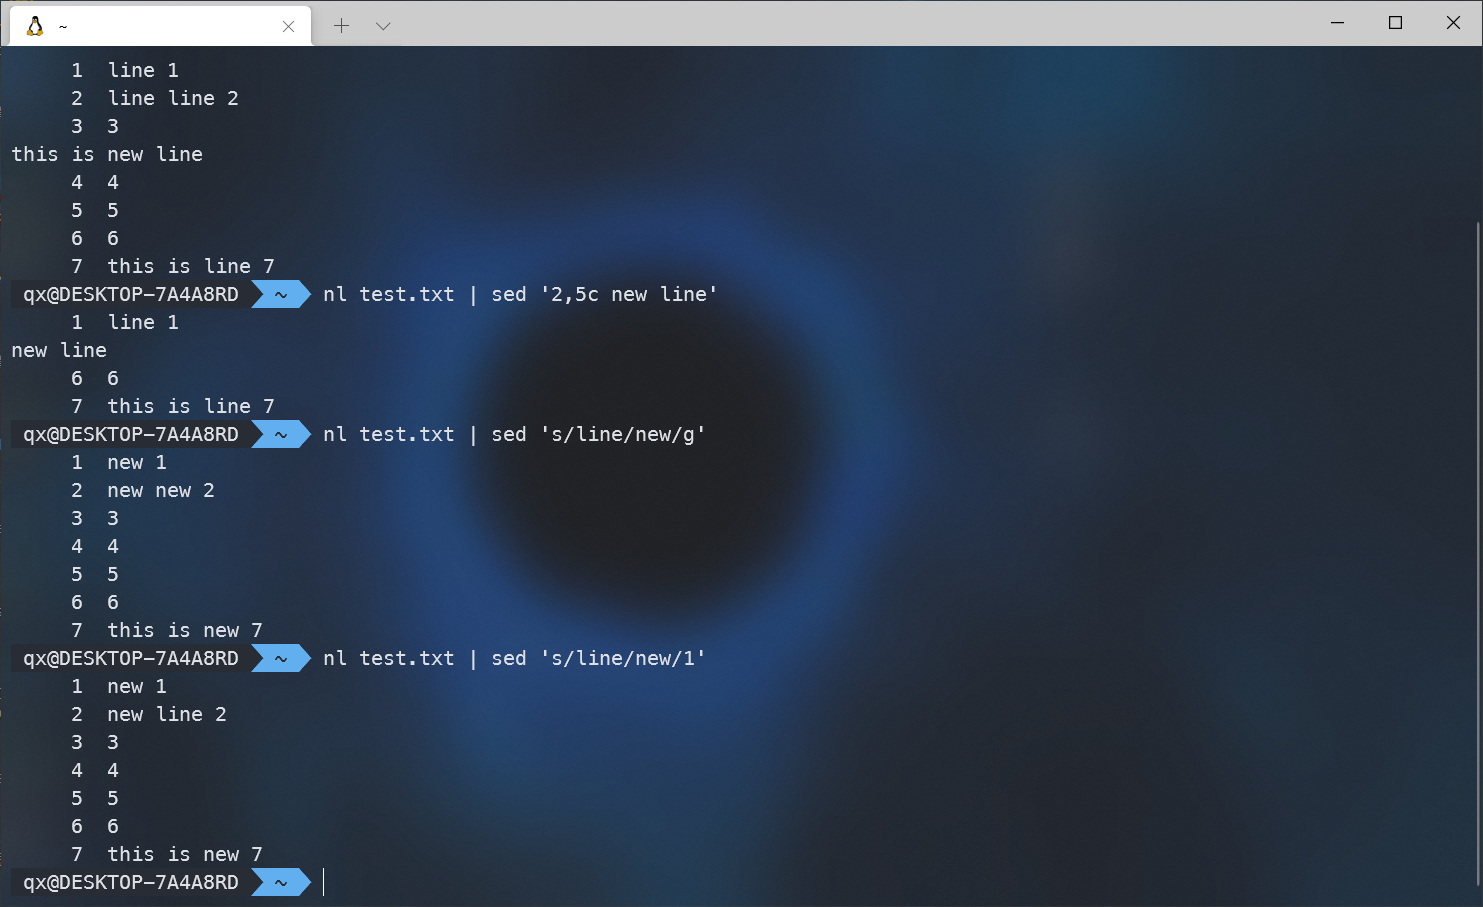 ~
1 line 1
2 line line 2
3 3
this is new line
4 4
5 5
6 6
7 this is line 7
qx@DESKTOP-7A4A8RD ~ nl test.txt | sed '2,5c new line'
1 line 1
new line
6 6
7 this is line 7
qx@DESKTOP-7A4A8RD ~ nl test.txt | sed 's/line/new/g'
1 new 1
2 new new 2
3 3
4 4
5 5
6 6
7 this is new 7
qx@DESKTOP-7A4A8RD ~ nl test.txt | sed 's/line/new/1'
1 new 1
2 new line 2
3 3
4 4
5 5
6 6
7 this is new 7
qx@DESKTOP-7A4A8RD ~